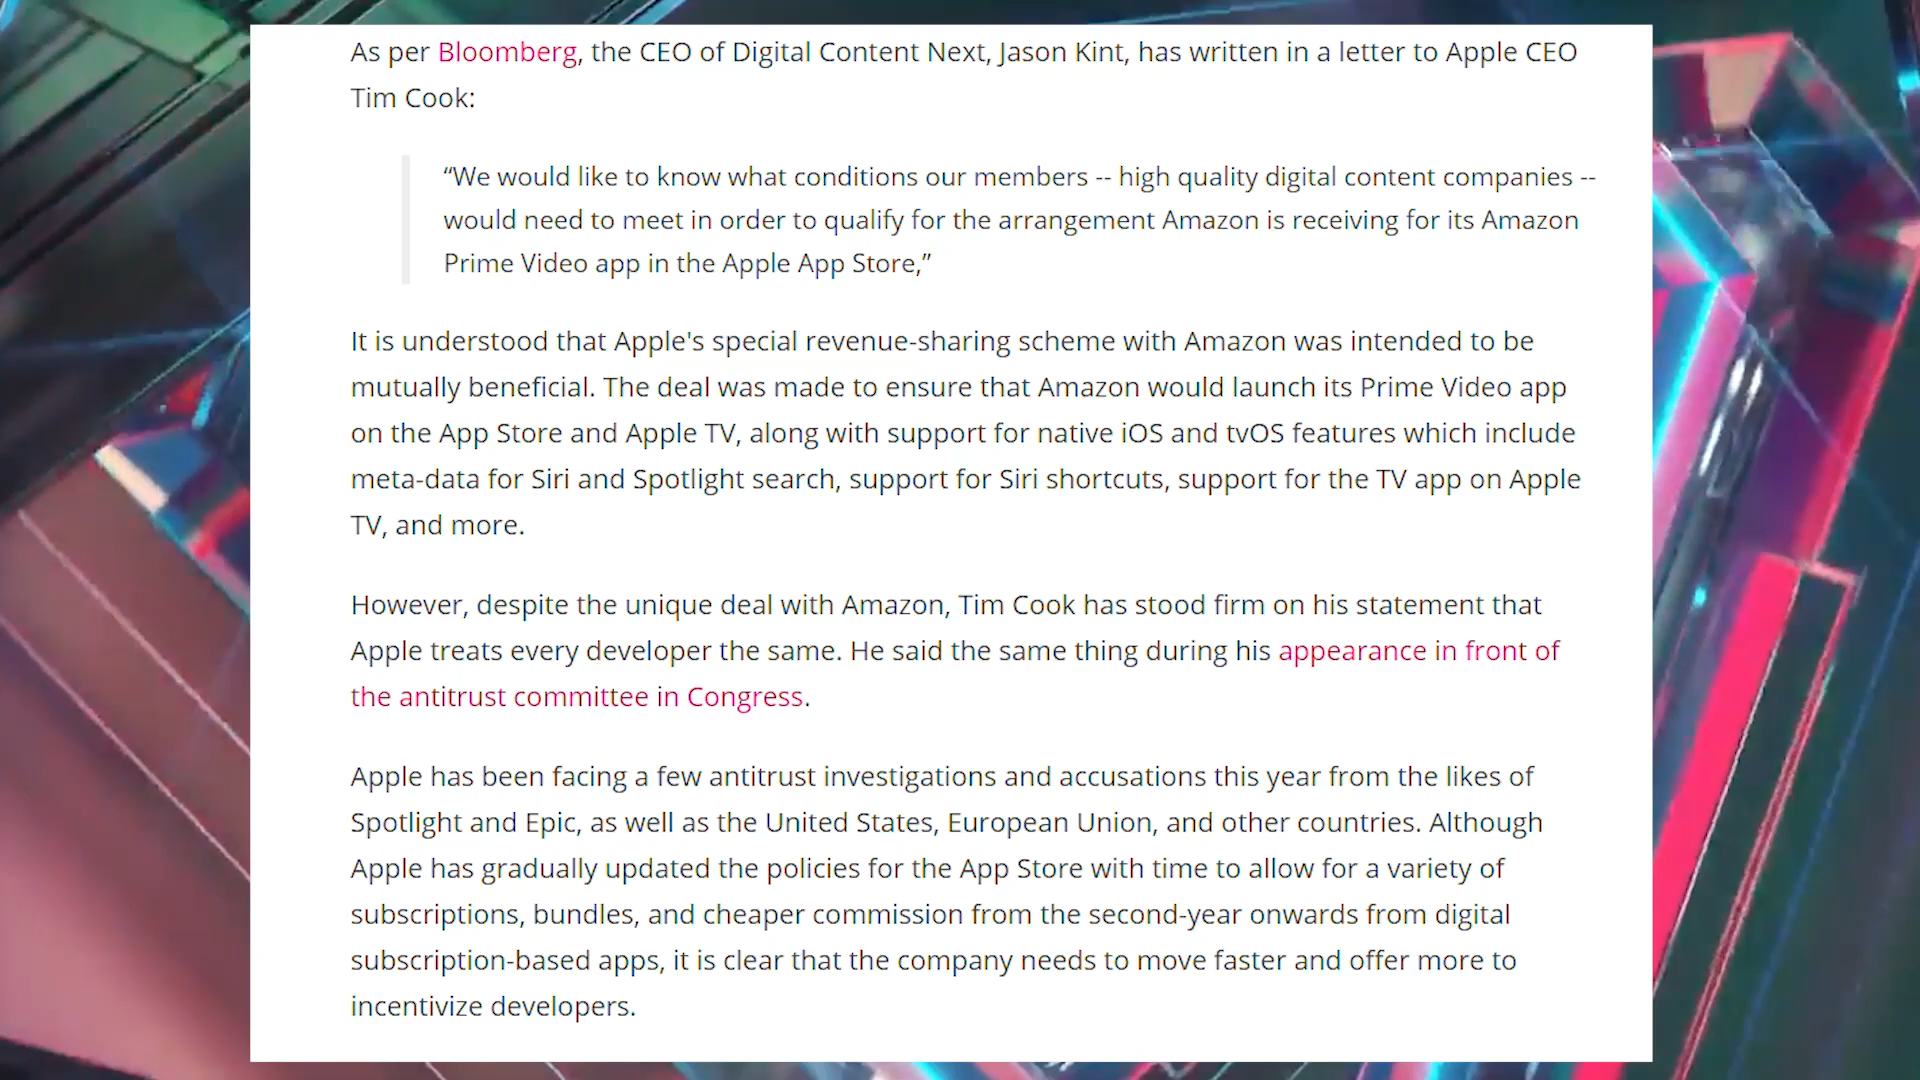 As per Bloomberg, the CEO of Digital Content Next, Jason Kint, has written in a letter to Apple CEO
Tim Cook:
“We would like to know what conditions our members -- high quality digital content companies --
would need to meet in order to qualify for the arrangement Amazon is receiving for its Amazon
Prime Video app in the Apple App Store,”
It is understood that Apple's special revenue-sharing scheme with Amazon was intended to be
mutually beneficial. The deal was made to ensure that Amazon would launch its Prime Video app
on the App Store and Apple TV, along with support for native iOS and tvOS features which include
meta-data for Siri and Spotlight search, support for Siri shortcuts, support for the TV app on Apple
TV, and more.
However, despite the unique deal with Amazon, Tim Cook has stood firm on his statement that
Apple treats every developer the same. He said the same thing during his appearance in front of
the antitrust committee in Congress.
Apple has been facing a few antitrust investigations and accusations this year from the likes of
Spotlight and Epic, as well as the United States, European Union, and other countries. Although
Apple has gradually updated the policies for the App Store with time to allow for a variety of
subscriptions, bundles, and cheaper commission from the second-year onwards from digital
subscription-based apps, it is clear that the company needs to move faster and offer more to
incentivize developers.